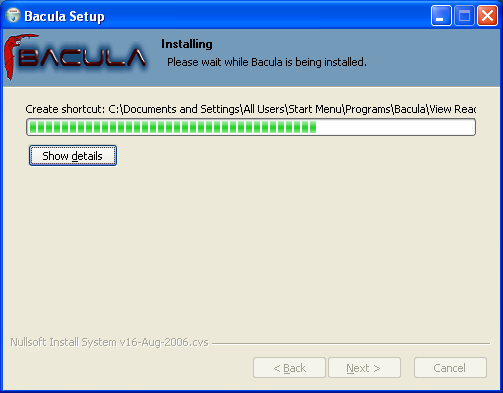 Bacula Setup
BACULA
Installing
Please wait while Bacula is being installed.
Create shortcut: C:\Documents and Settings\All Users\Start Menu\Programs\Bacula\View Reac
Show details
Nullsoft Install System v16-Aug-2006.cvs
< Back
Next >
Cancel